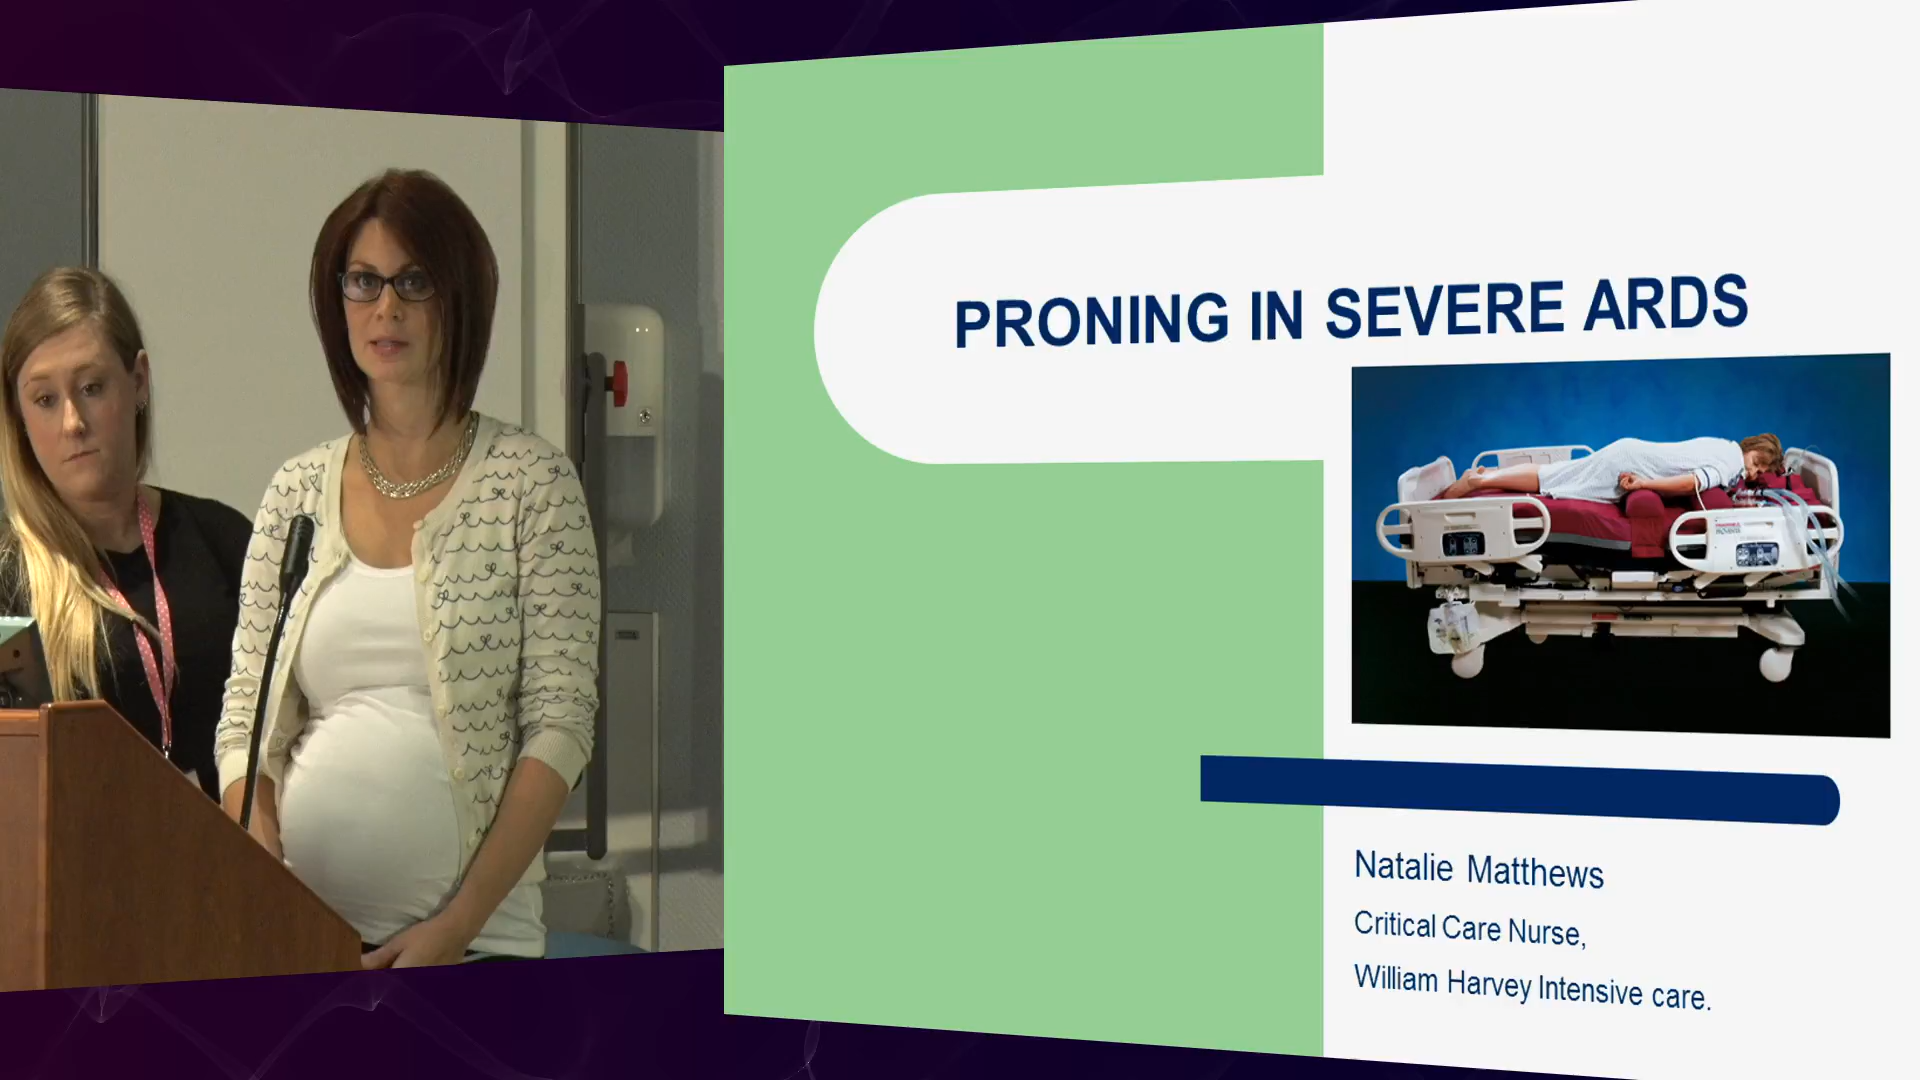 PRONING IN SEVERE ARDS
Natalie Matthews
Critical Care Nurse,
William Harvey Intensive care.